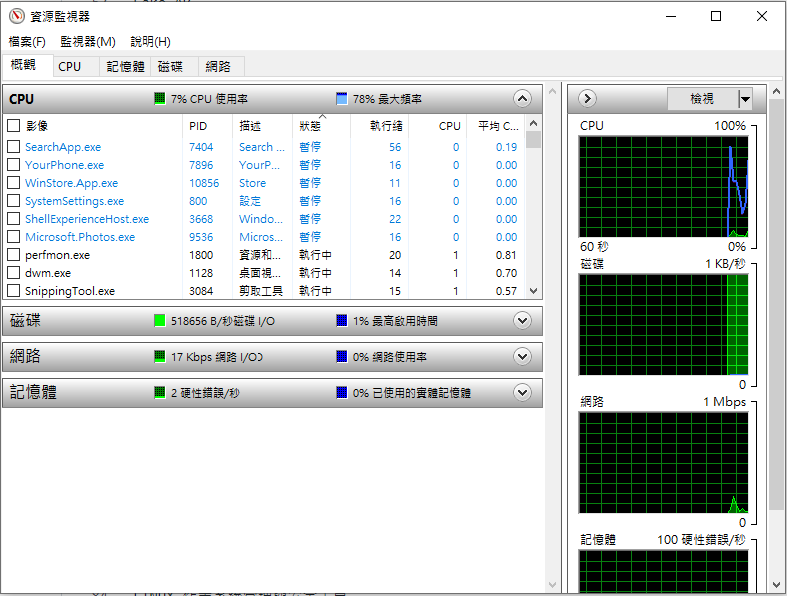 資源監視器
檔案(F) 監視器(M) 說明(H)
概觀 CPU 記憶體 磁碟 網路
CPU 7% CPU 使用率 78% 最大頻率
影像 PID 描述 狀態 執行緒 CPU 平均 C...
SearchApp.exe 7404 Search ... 暫停 56 0 0.19
YourPhone.exe 7896 YourP... 暫停 16 0 0.00
WinStore.App.exe 10856 Store 暫停 11 0 0.00
SystemSettings.exe 800 設定 暫停 16 0 0.00
ShellExperienceHost.exe 3668 Windo... 暫停 22 0 0.00
Microsoft.Photos.exe 9536 Micros... 暫停 16 0 0.00
perfmon.exe 1800 資源和... 執行中 20 1 0.81
dwm.exe 1128 桌面視... 執行中 14 1 0.70
SnippingTool.exe 3084 剪取工具 執行中 15 1 0.57
磁碟 518656 B/秒磁碟 I/O 1% 最高啟用時間
網路 17 Kbps 網路 I/O) 0% 網路使用率
記憶體 2 硬性錯誤/秒 0% 已使用的實體記憶體
檢視
CPU 100%
60 秒 0%
磁碟 1 KB/秒
0
網路 1 Mbps
0
記憶體 100 硬性錯誤/秒